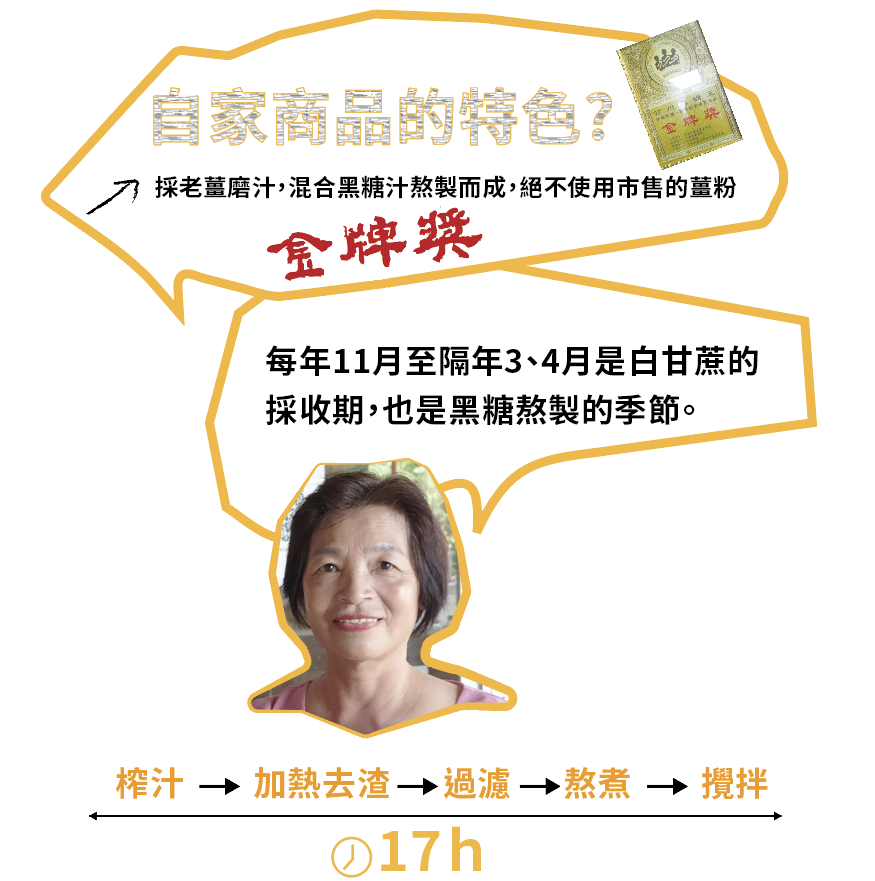 自家商品的特色?
採老薑磨汁,混合黑糖汁熬製而成,絕不使用市售的薑粉
金牌獎
金牌獎
每年11月至隔年3、4月是白甘蔗的
採收期,也是黑糖熬製的季節。
榨汁 → 加熱去渣 → 過濾 → 熬煮 → 攪拌
17h